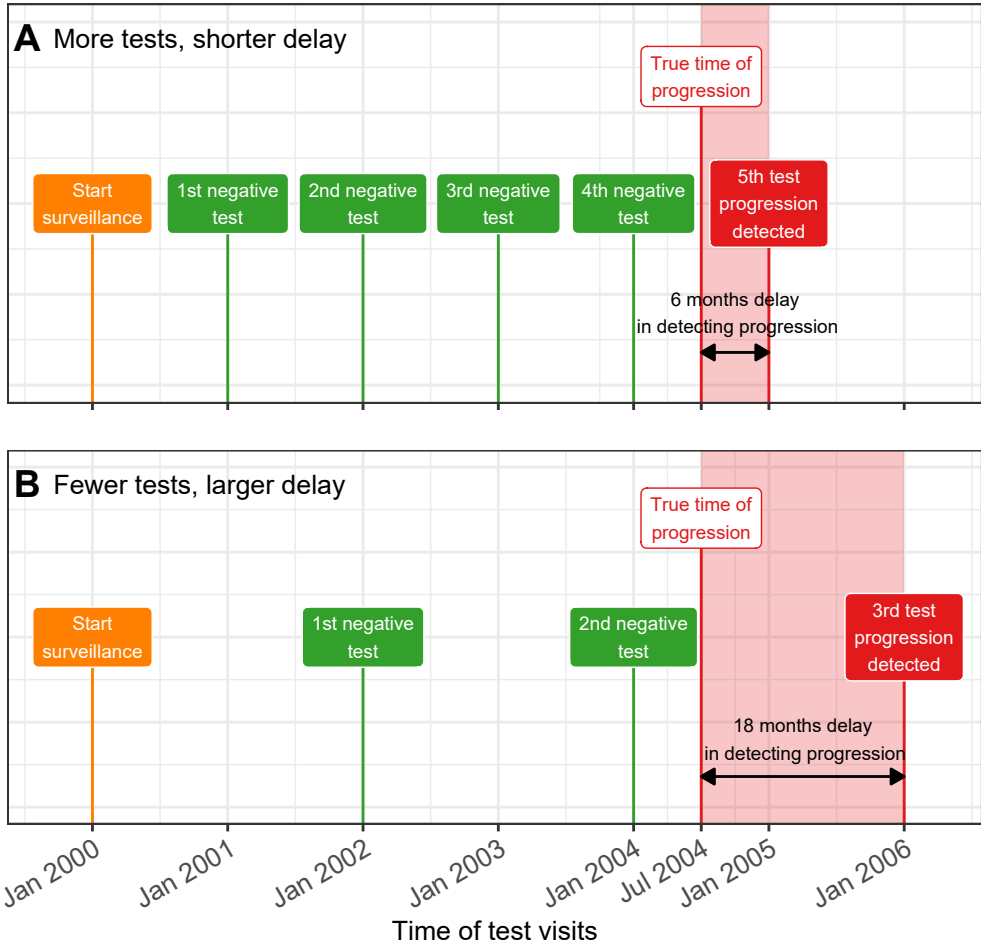 A More tests, shorter delay
True time of
progression
Start
surveillance
1st negative
test
2nd negative
test
3rd negative
test
4th negative
test
5th test
progression
detected
6 months delay
in detecting progression
B Fewer tests, larger delay
True time of
progression
Start
surveillance
1st negative
test
2nd negative
test
3rd test
progression
detected
18 months delay
in detecting progression
Jan 2000
Jan 2001
Jan 2002
Jan 2003
Jan 2004
Jul 2004
Jan 2005
Jan 2006
Time of test visits